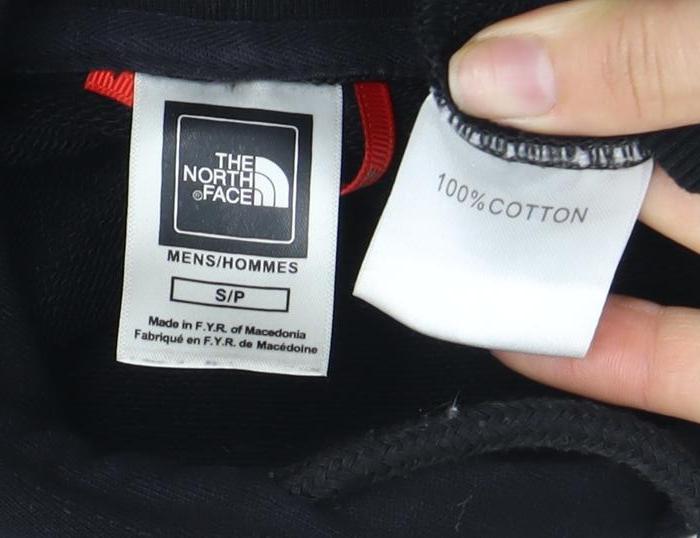 THE
NORTH
©FACE
MENS/HOMMES
S/P
Made in F.Y.R. of Macedonia
Fabriqué en F.Y.R. de Macédoine
100%COTTON